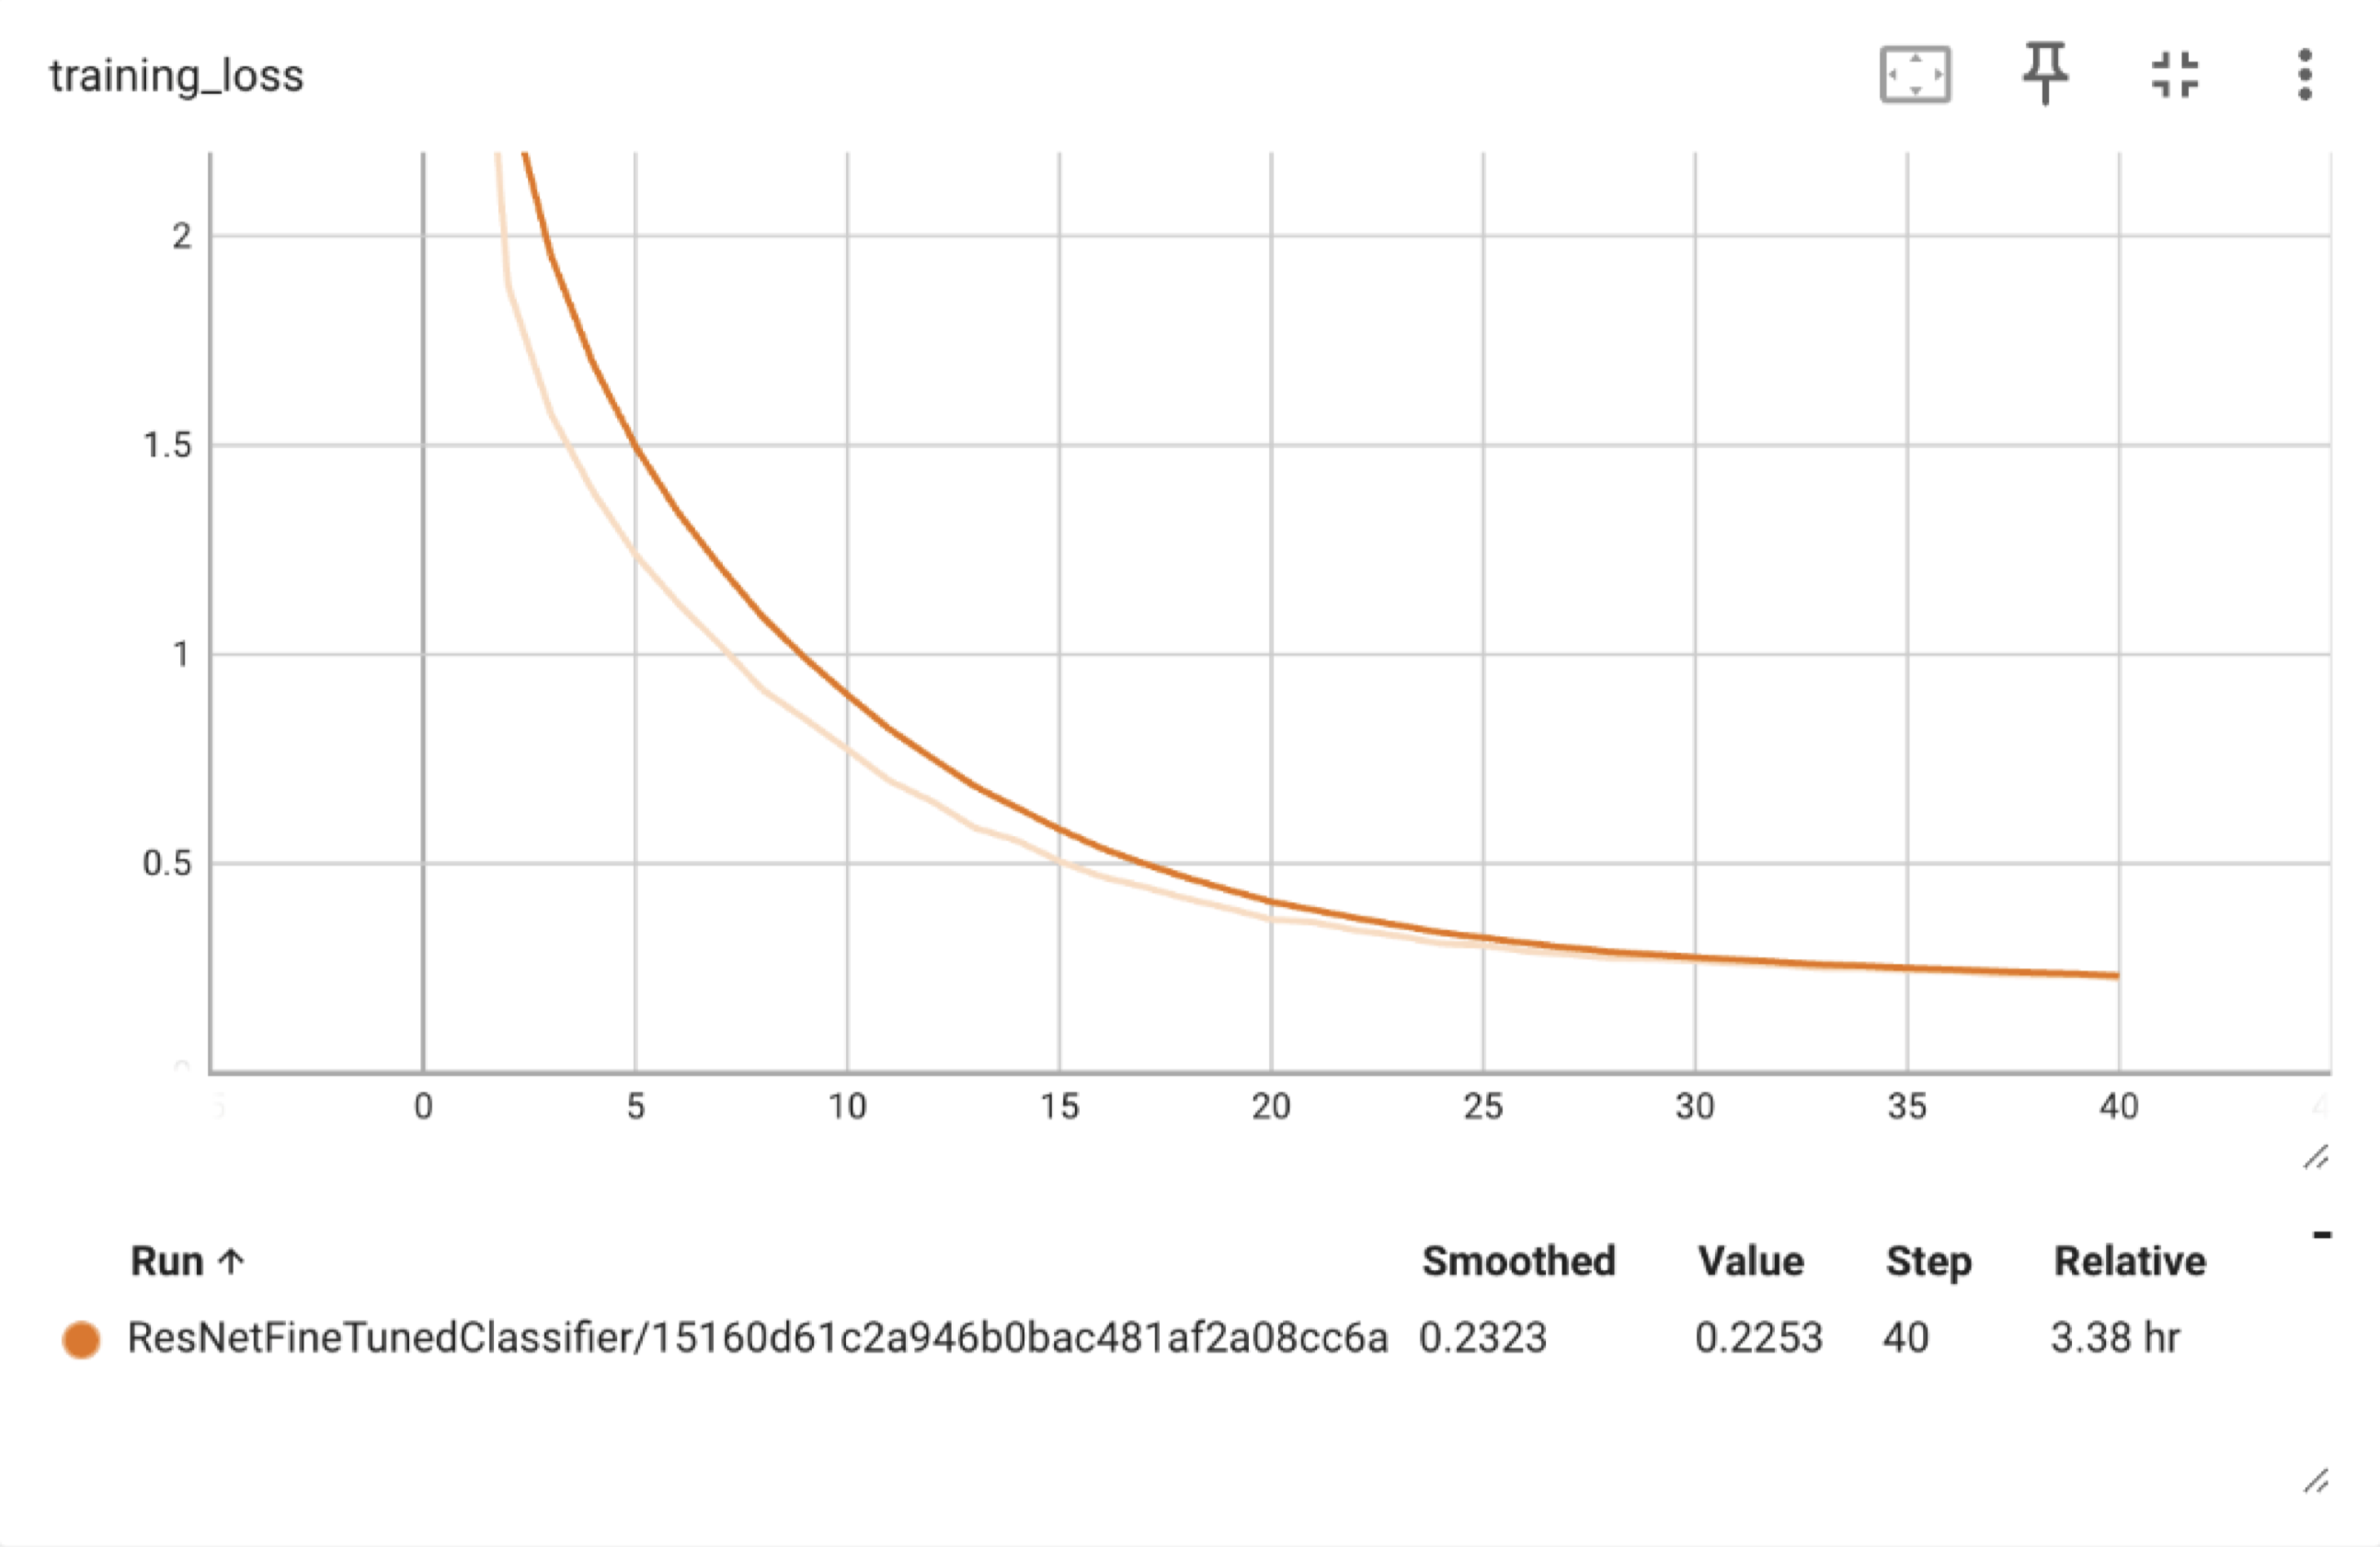 training_loss
2
1.5
1
0.5
0
0 5 10 15 20 25 30 35 40
Run ↑ Smoothed Value Step Relative
ResNetFineTunedClassifier/15160d61c2a946b0bac481af2a08cc6a 0.2323 0.2253 40 3.38 hr